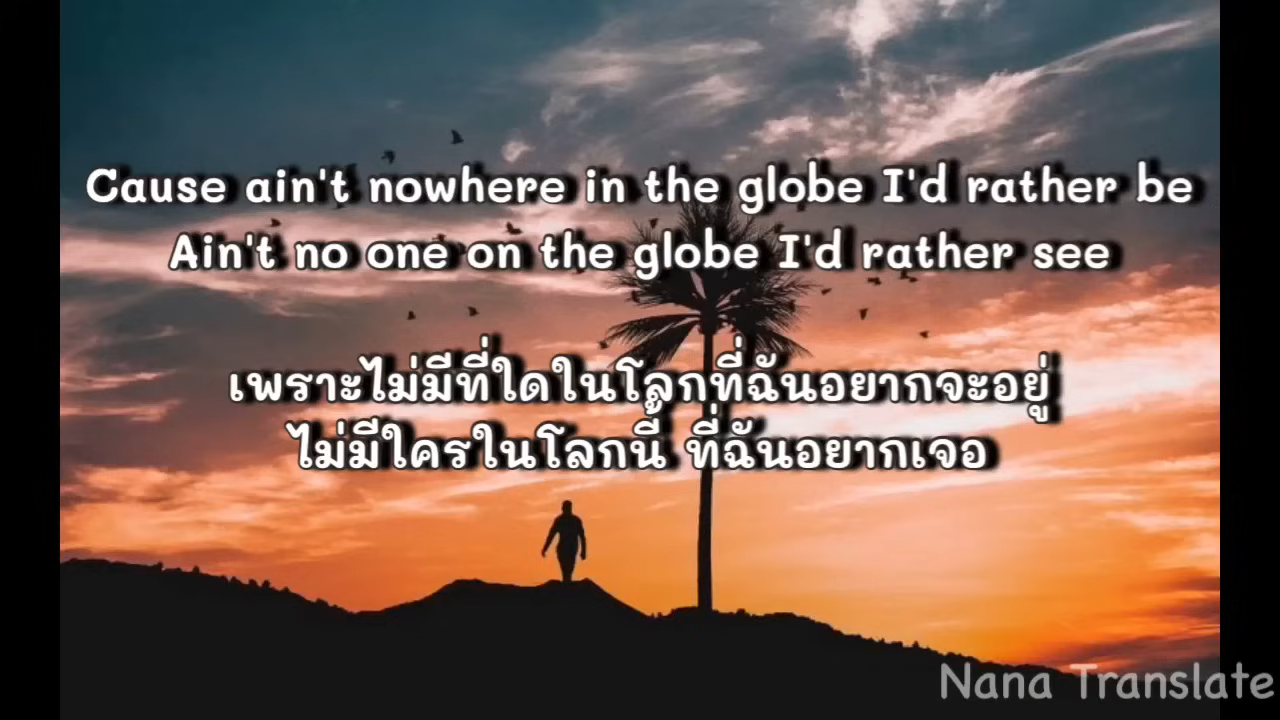 Cause ain't nowhere in the globe I'd rather be
Ain't no one on the globe I'd rather see
เพราะไม่มีที่ใดในโลกที่ฉันอยากจะอยู่
ไม่มีใครในโลกนี้ ที่ฉันอยากเจอ
Nana Translate